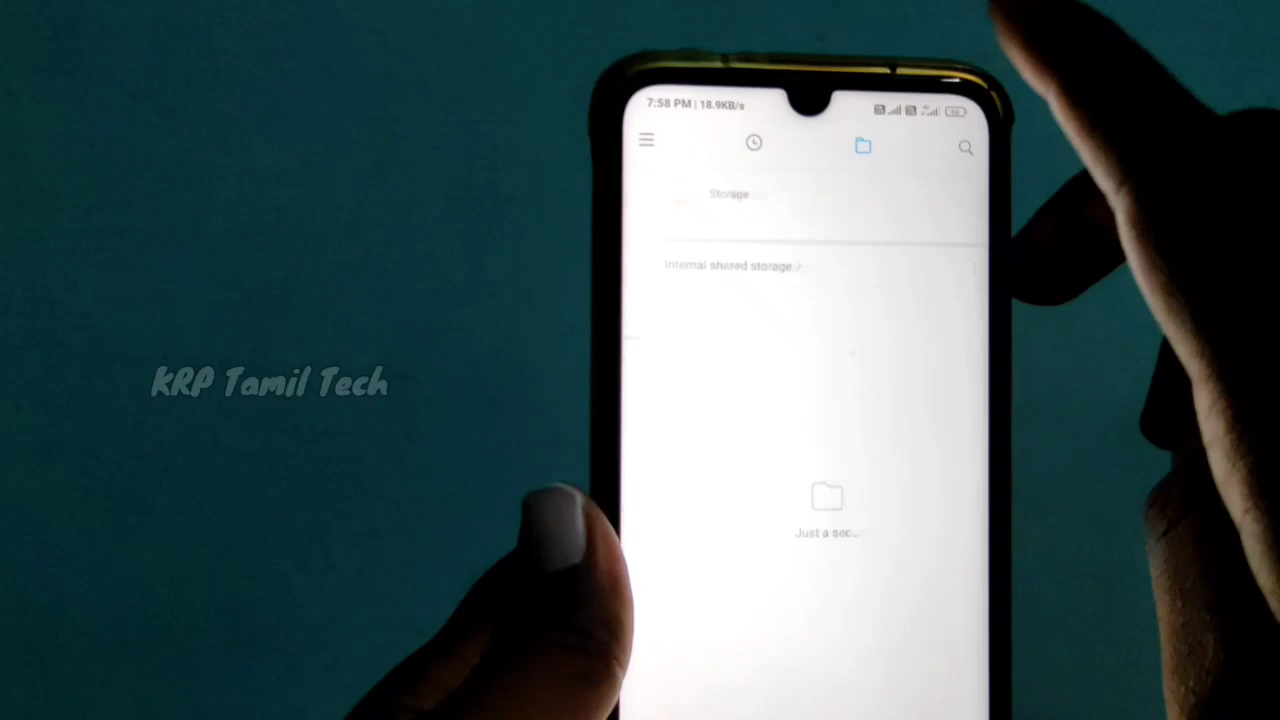 7:58 PM | 18.9KB/s
Storage
Internal shared storage
KRP Tamil Tech
Just a sec...